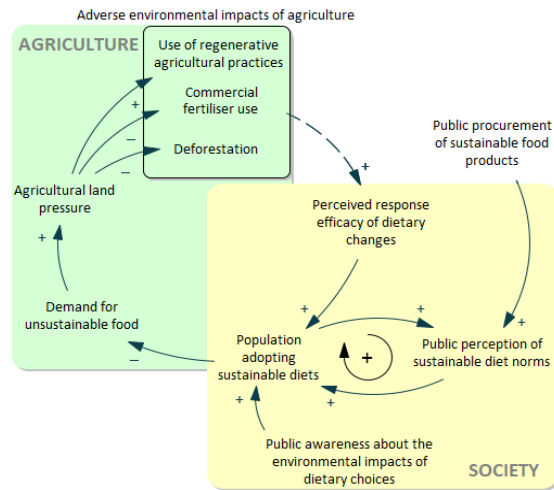 Adverse environmental impacts of agriculture
AGRICULTURE
Use of regenerative
agricultural practices
+
Commercial
fertiliser use
–
Deforestation
–
Public procurement
of sustainable food
products
+
Agricultural land
pressure
+
Perceived response
efficacy of dietary
changes
Demand for
unsustainable food
+
+
+
Population
adopting
sustainable diets
+
Public perception of
sustainable diet norms
–
+
+
Public awareness about the
environmental impacts of
dietary choices
SOCIETY